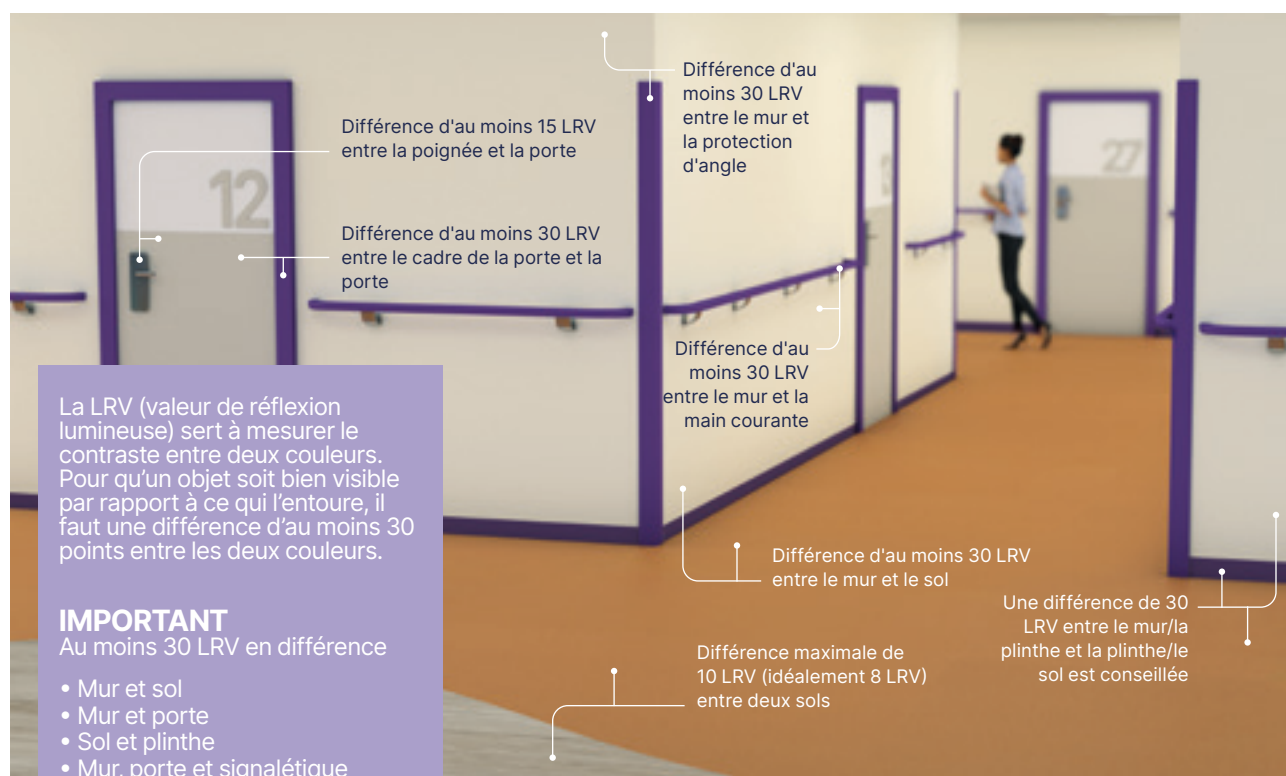 Différence d'au
moins 30 LRV
entre le mur et
la protection
d'angle
Différence d'au moins 15 LRV
entre la poignée et la porte
12
27
Différence d'au moins 30 LRV
entre le cadre de la porte et la
porte
Différence d'au
moins 30 LRV
entre le mur et la
main courante
La LRV (valeur de réflexion
lumineuse) sert à mesurer le
contraste entre deux couleurs.
Pour qu'un objet soit bien visible
par rapport à ce qui l’entoure, il
faut une différence d’au moins 30
points entre les deux couleurs.
IMPORTANT
Au moins 30 LRV en différence
• Mur et sol
• Mur et porte
• Sol et plinthe
• Mur, porte et signalétique
Différence d'au moins 30 LRV
entre le mur et le sol
Une différence de 30
LRV entre le mur/la
plinthe et la plinthe/le
sol est conseillée
Différence maximale de
10 LRV (idéalement 8 LRV)
entre deux sols